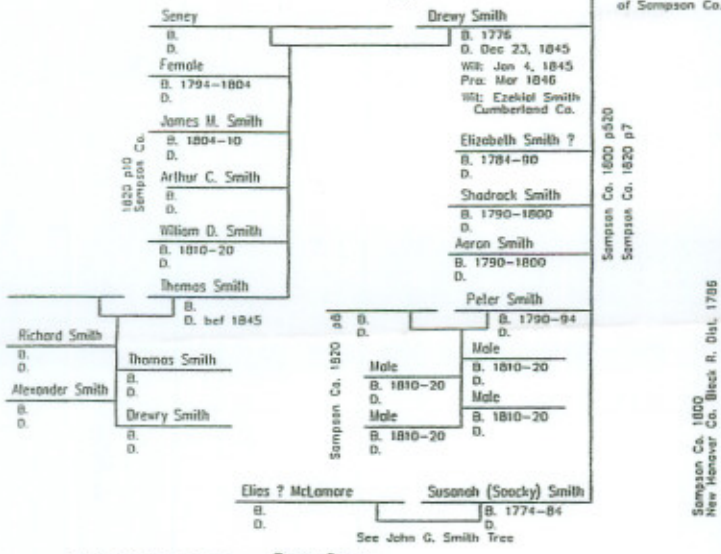 of Sampson Co.
Seney
B.
D.
Drewy Smith
B. 1776
D. Dec 23, 1845
Will: Jan 4, 1845
Pro: Mar 1846
Wit: Ezekiel Smith
Cumberland Co.
Female
B. 1794-1804
D.
James M. Smith
B. 1804-10
D.
Arthur C. Smith
B.
D.
William D. Smith
B. 1810-20
D.
1820 p10
Sampson Co.
Thomas Smith
B.
D. bef 1845
Richard Smith
B.
D.
Alexander Smith
B.
D.
Thomas Smith
B.
D.
Drewry Smith
B.
D.
Elizabeth Smith ?
B. 1784-90
D.
Shadrack Smith
B. 1790-1800
D.
Aaron Smith
B. 1790-1800
D.
Sampson Co. 1800 p520
Sampson Co. 1820 p7
Peter Smith
B. 1790-94
D.
B.
D.
Sampson Co. 1820 p8
Male
B. 1810-20
D.
Male
B. 1810-20
D.
Male
B. 1810-20
D.
Male
B. 1810-20
D.
Sampson Co. 1800
New Hanover Co. Black R. Dist. 1786
Elias ? McLamore
B.
D.
Susanah (Soocky) Smith
B. 1774-84
D.
See John G. Smith Tree